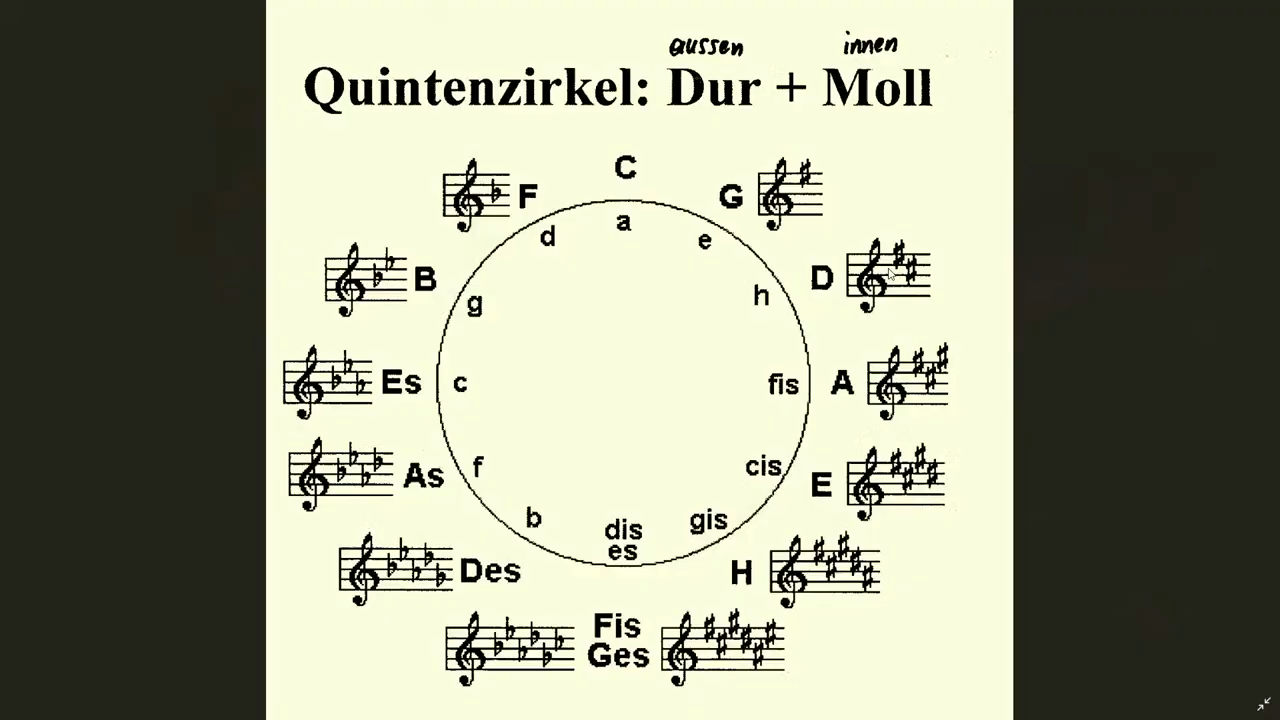 aussen innen
Quintenzirkel: Dur + Moll
C
F G
d a e
B D
g h
Es c fis A
As f cis E
b dis gis
es
Des H
Fis
Ges